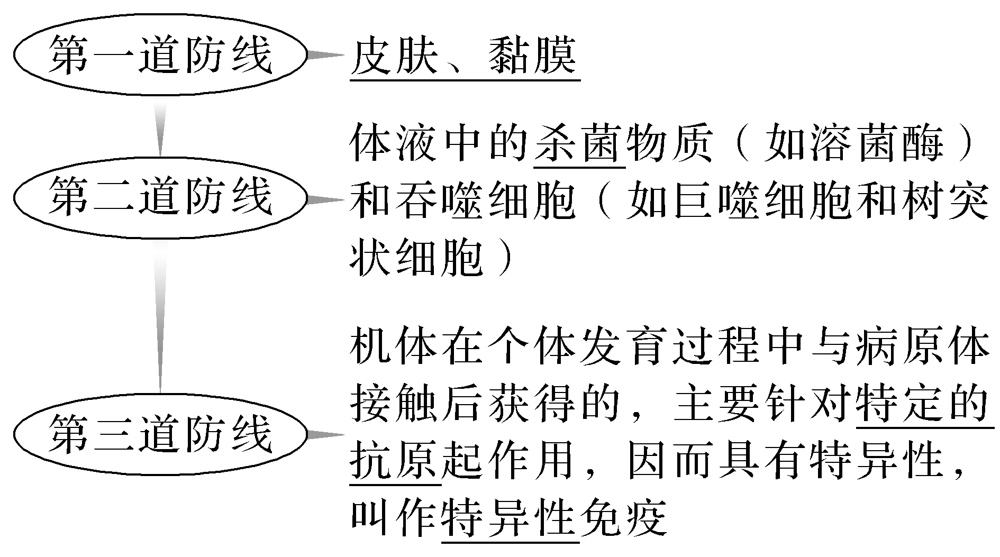 第一道防线
皮肤、黏膜
第二道防线
体液中的杀菌物质（如溶菌酶）
和吞噬细胞（如巨噬细胞和树突
状细胞）
第三道防线
机体在个体发育过程中与病原体
接触后获得的，主要针对特定的
抗原起作用，因而具有特异性，
叫作特异性免疫